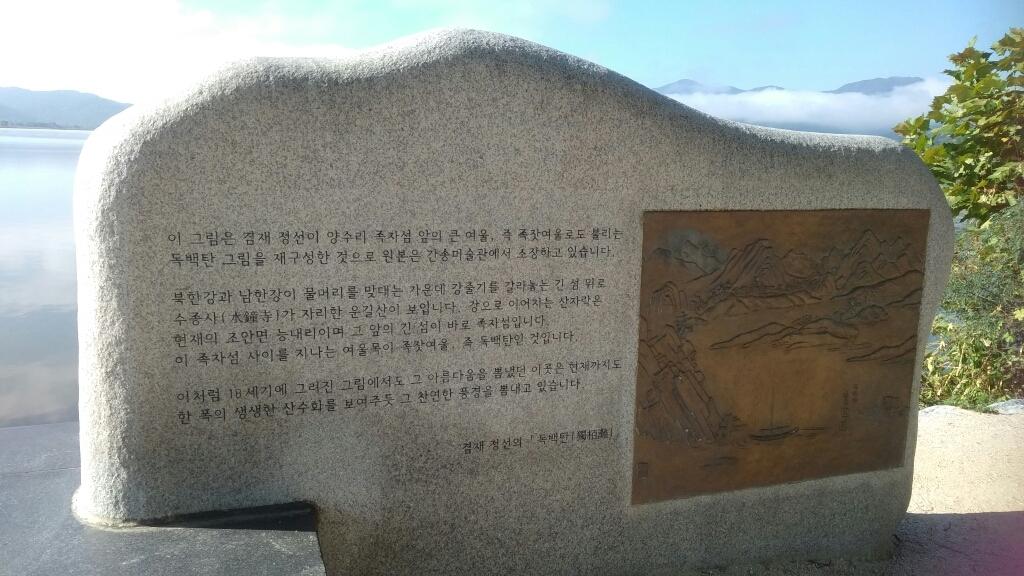 이 그림은 겸재 정선이 양수리 족자섬 앞의 큰 여울, 즉 족잣여울로도 불리는
독백탄 그림을 재구성한 것으로 원본은 간송미술관에서 소장하고 있습니다.
북한강과 남한강이 물머리를 맞대는 가운데 강줄기를 갈라놓는 긴 섬 위로
수종사(水鐘寺)가 자리한 운길산이 보입니다. 강으로 이어지는 산자락은
현재의 조안면 능내리이며 그 앞의 긴 섬이 바로 족자섬입니다.
이 족자섬 사이를 지나는 여울목이 족잣여울, 즉 독백탄인 것입니다.
이처럼 18세기에 그려진 그림에서도 그 아름다움을 뽐냈던 이곳은 현재까지도
한 폭의 생생한 산수화를 보여주듯 그 찬연한 풍경을 뽐내고 있습니다.
겸재 정선의 「독백탄(獨栢灘)」